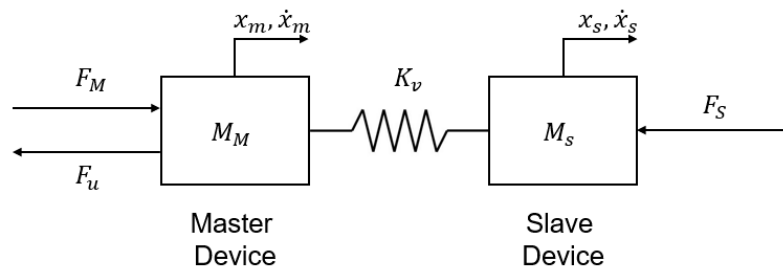 x_m, ẋ_m
x_s, ẋ_s
F_M
K_v
F_S
M_M
M_s
F_u
Master
Device
Slave
Device